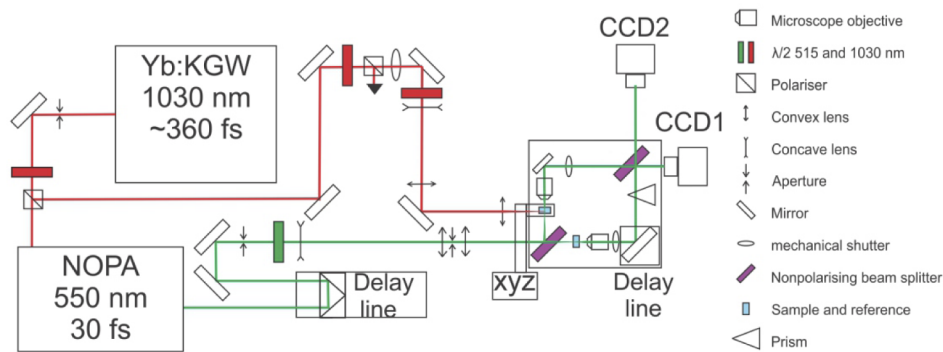 Yb:KGW
1030 nm
~360 fs
NOPA
550 nm
30 fs
Delay
line
xyz
Delay
line
CCD2
CCD1
Microscope objective
λ/2 515 and 1030 nm
Polariser
Convex lens
Concave lens
Aperture
Mirror
mechanical shutter
Nonpolarising beam splitter
Sample and reference
Prism